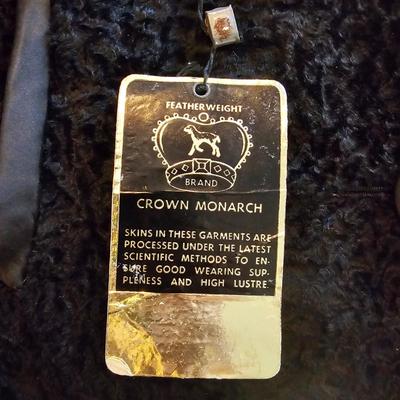 FEATHERWEIGHT
BRAND
CROWN MONARCH
SKINS IN THESE GARMENTS ARE
PROCESSED UNDER THE LATEST
SCIENTIFIC METHODS TO EN-
SURE GOOD WEARING SUP-
PLENESS AND HIGH LUSTRE.